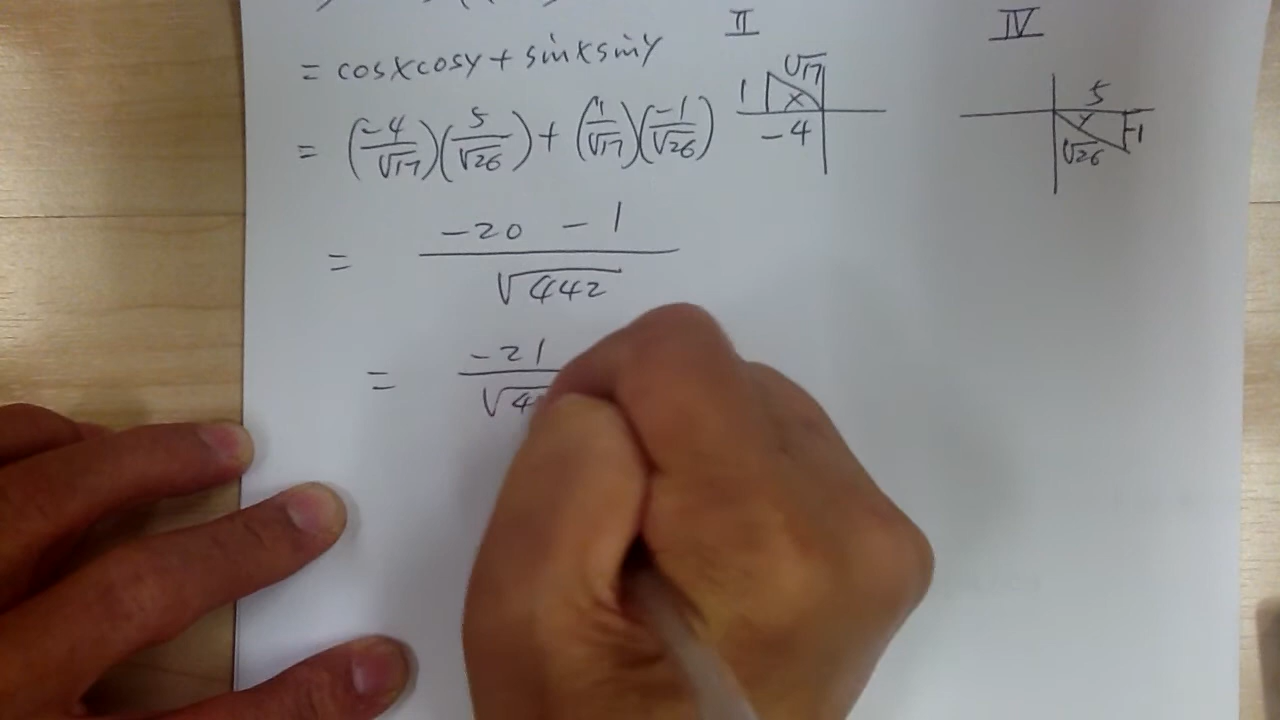 = cosxcosy + sinxsiny
= (-4/√17)(5/√26) + (1/√17)(-1/√26)
= -20 - 1 / √442
= -21 / √4
II
√17
1 x
-4
IV
5
y -1
√26